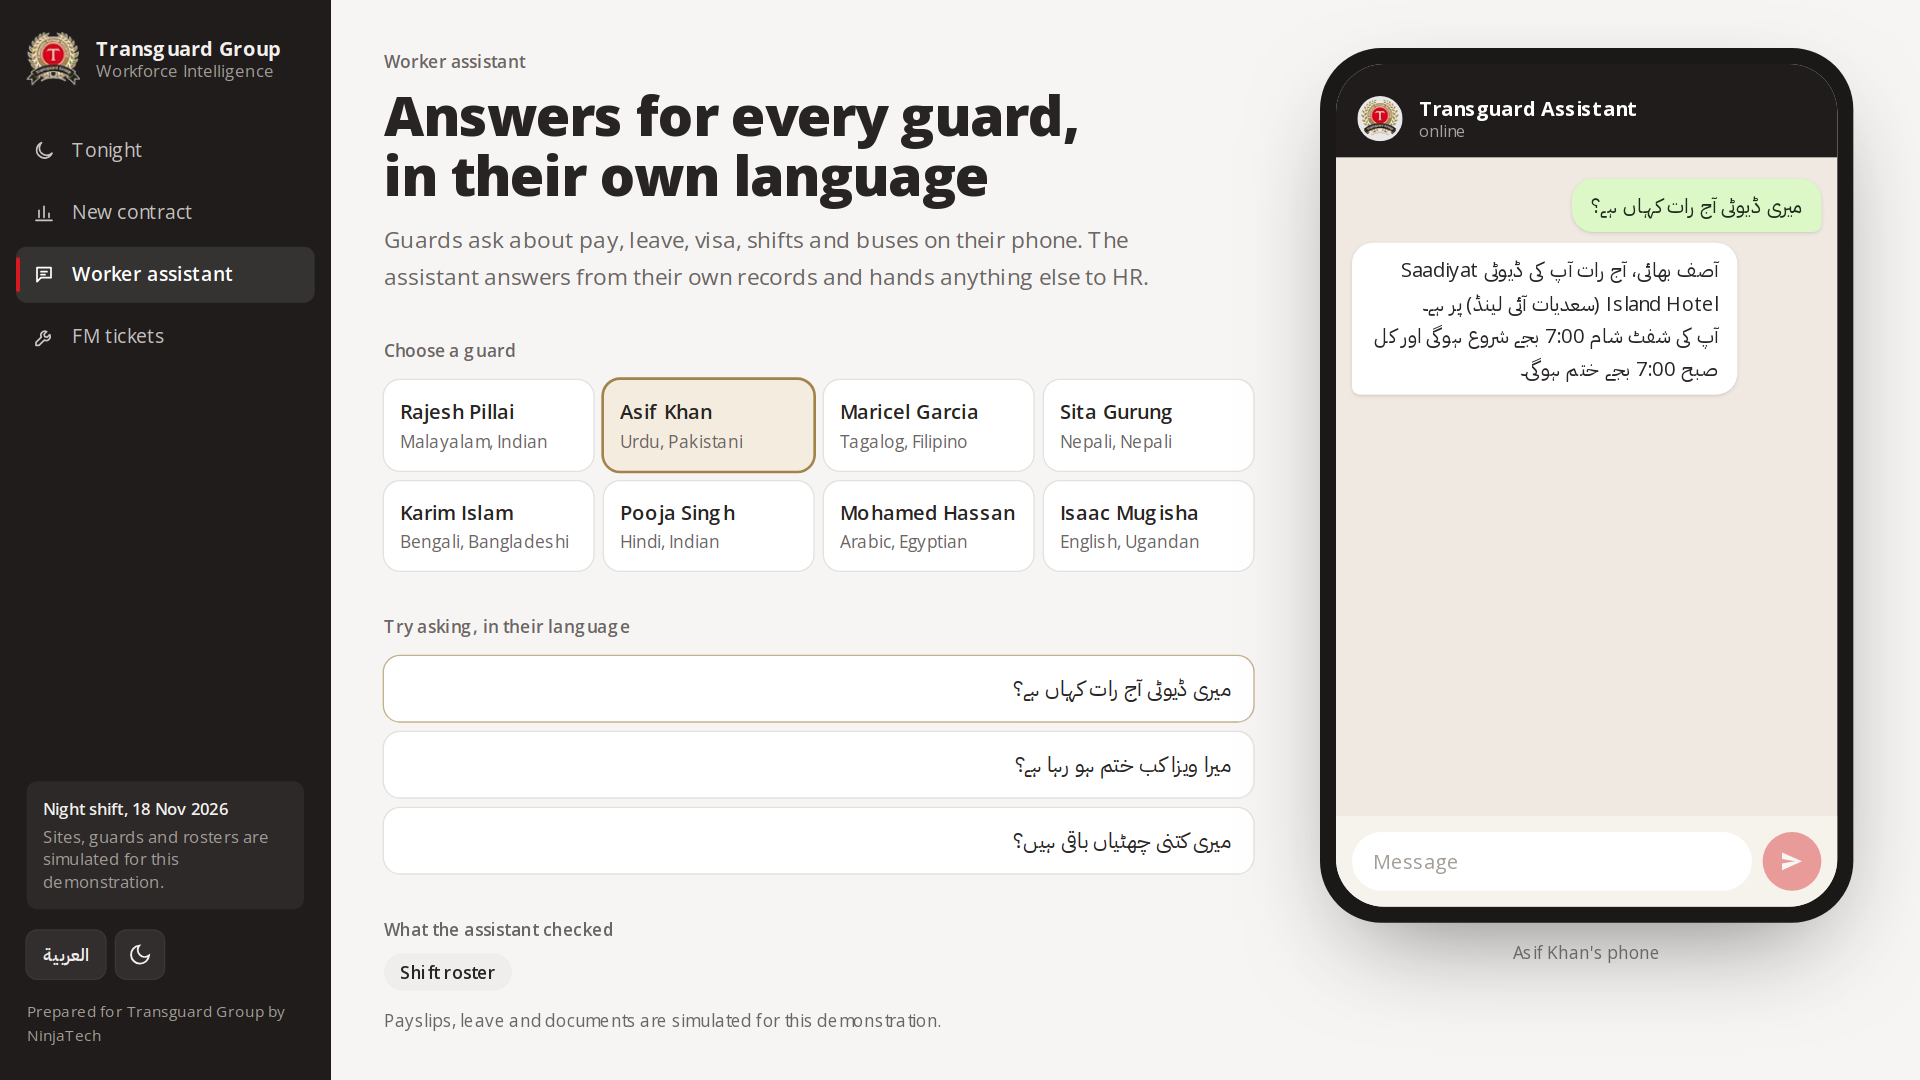 Transguard Group
Workforce Intelligence
Tonight
New contract
Worker assistant
FM tickets
Night shift, 18 Nov 2026
Sites, guards and rosters are
simulated for this
demonstration.
العربية
Prepared for Transguard Group by
NinjaTech
Worker assistant
Answers for every guard,
in their own language
Guards ask about pay, leave, visa, shifts and buses on their phone. The
assistant answers from their own records and hands anything else to HR.
Choose a guard
Rajesh Pillai
Malayalam, Indian
Asif Khan
Urdu, Pakistani
Maricel Garcia
Tagalog, Filipino
Sita Gurung
Nepali, Nepali
Karim Islam
Bengali, Bangladeshi
Pooja Singh
Hindi, Indian
Mohamed Hassan
Arabic, Egyptian
Isaac Mugisha
English, Ugandan
Try asking, in their language
میری ڈیوٹی آج رات کہاں ہے؟
میرا ویزا کب ختم ہو رہا ہے؟
میری کتنی چھٹیاں باقی ہیں؟
What the assistant checked
Shift roster
Payslips, leave and documents are simulated for this demonstration.
Transguard Assistant
online
میری ڈیوٹی آج رات کہاں ہے؟
آصف بھائی، آج رات آپ کی ڈیوٹی Saadiyat
Island Hotel (سعدیات آئی لینڈ) پر ہے۔
آپ کی شفٹ شام 7:00 بجے شروع ہوگی اور کل
صبح 7:00 بجے ختم ہوگی۔
Message
Asif Khan's phone